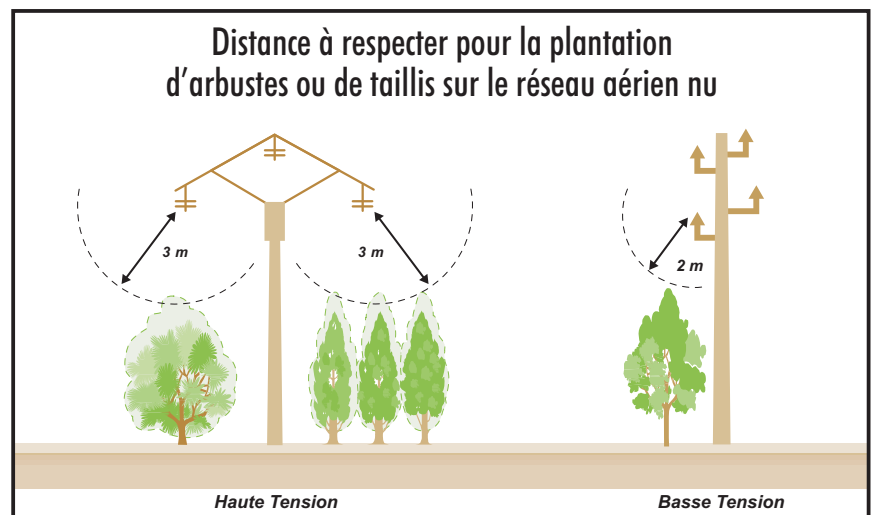 Distance à respecter pour la plantation
d'arbustes ou de taillis sur le réseau aérien nu
3 m
3 m
2 m
Haute Tension
Basse Tension